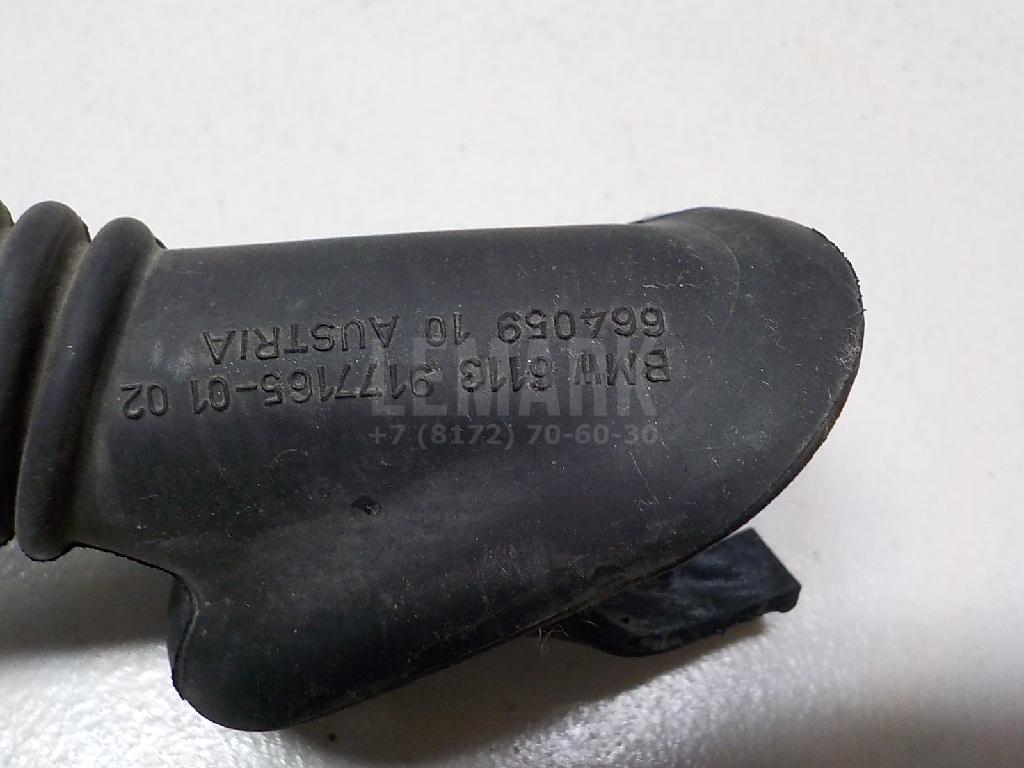 BMW 6113 9177165-01 02
664059 10 AUSTRIA
LEMARK
+7 (8172) 70-60-30